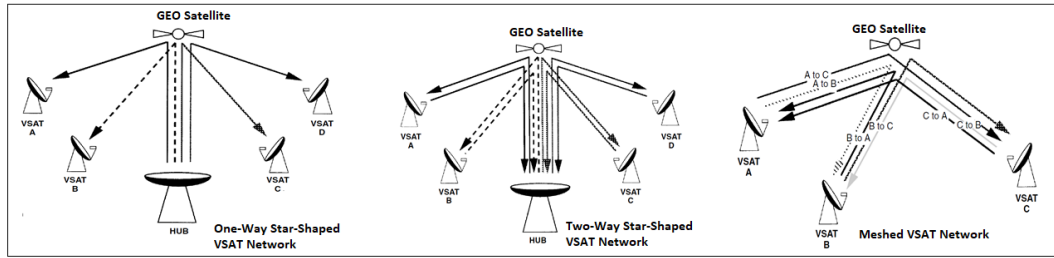 GEO Satellite
VSAT
A
VSAT
B
VSAT
C
VSAT
D
HUB
One-Way Star-Shaped
VSAT Network
GEO Satellite
VSAT
A
VSAT
B
VSAT
C
VSAT
D
HUB
Two-Way Star-Shaped
VSAT Network
GEO Satellite
A to C
A to B
B to A
B to C
C to A
C to B
VSAT
A
VSAT
B
VSAT
C
Meshed VSAT Network